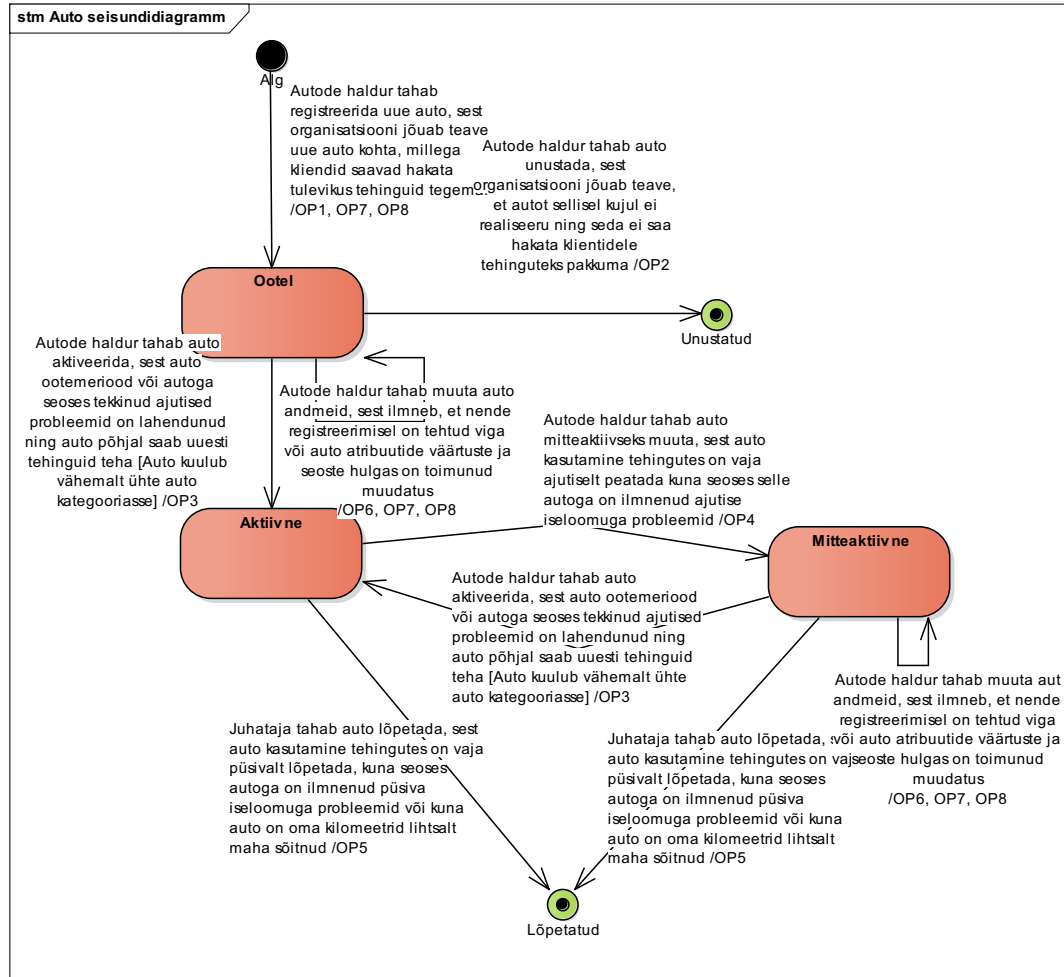 stm Auto seisundidiagramm
Alg
Autode haldur tahab
registreerida uue auto, sest
organisatsiooni jõuab teave
uue auto kohta, millega
kliendid saavad hakata
tulevikus tehinguid tegema.
/OP1, OP7, OP8
Autode haldur tahab auto
unustada, sest
organisatsiooni jõuab teave,
et autot sellisel kujul ei
realiseeru ning seda ei saa
hakata klientidele
tehinguteks pakkuma /OP2
Ootel
Unustatud
Autode haldur tahab auto
aktiveerida, sest auto
ootemeriood või autoga
seoses tekkinud ajutised
probleemid on lahendunud
ning auto põhjal saab uuesti
tehinguid teha [Auto kuulub
vähemalt ühte auto
kategooriasse] /OP3
Autode haldur tahab muuta auto
andmeid, sest ilmneb, et nende
registreerimisel on tehtud viga
või auto atribuutide väärtuste ja
seoste hulgas on toimunud
muudatus
/OP6, OP7, OP8
Autode haldur tahab auto
mitteaktiivseks muuta, sest auto
kasutamine tehingutes on vaja
ajutiselt peatada kuna seoses selle
autoga on ilmnenud ajutise
iseloomuga probleemid /OP4
Aktiivne
Mitteaktiivne
Autode haldur tahab auto
aktiveerida, sest auto ootemeriood
või autoga seoses tekkinud ajutised
probleemid on lahendunud ning
auto põhjal saab uuesti tehinguid
teha [Auto kuulub vähemalt ühte
auto kategooriasse] /OP3
Autode haldur tahab muuta aut
andmeid, sest ilmneb, et nende
registreerimisel on tehtud viga
või auto atribuutide väärtuste ja
seoste hulgas on toimunud
muudatus
/OP6, OP7, OP8
Juhataja tahab auto lõpetada, sest
auto kasutamine tehingutes on vaja
püsivalt lõpetada, kuna seoses
autoga on ilmnenud püsiva
iseloomuga probleemid või kuna
auto on oma kilomeetrid lihtsalt
maha sõitnud /OP5
Juhataja tahab auto lõpetada,
auto kasutamine tehingutes on vaj
püsivalt lõpetada, kuna seoses
autoga on ilmnenud püsiva
iseloomuga probleemid või kuna
auto on oma kilomeetrid lihtsalt
maha sõitnud /OP5
Lõpetatud